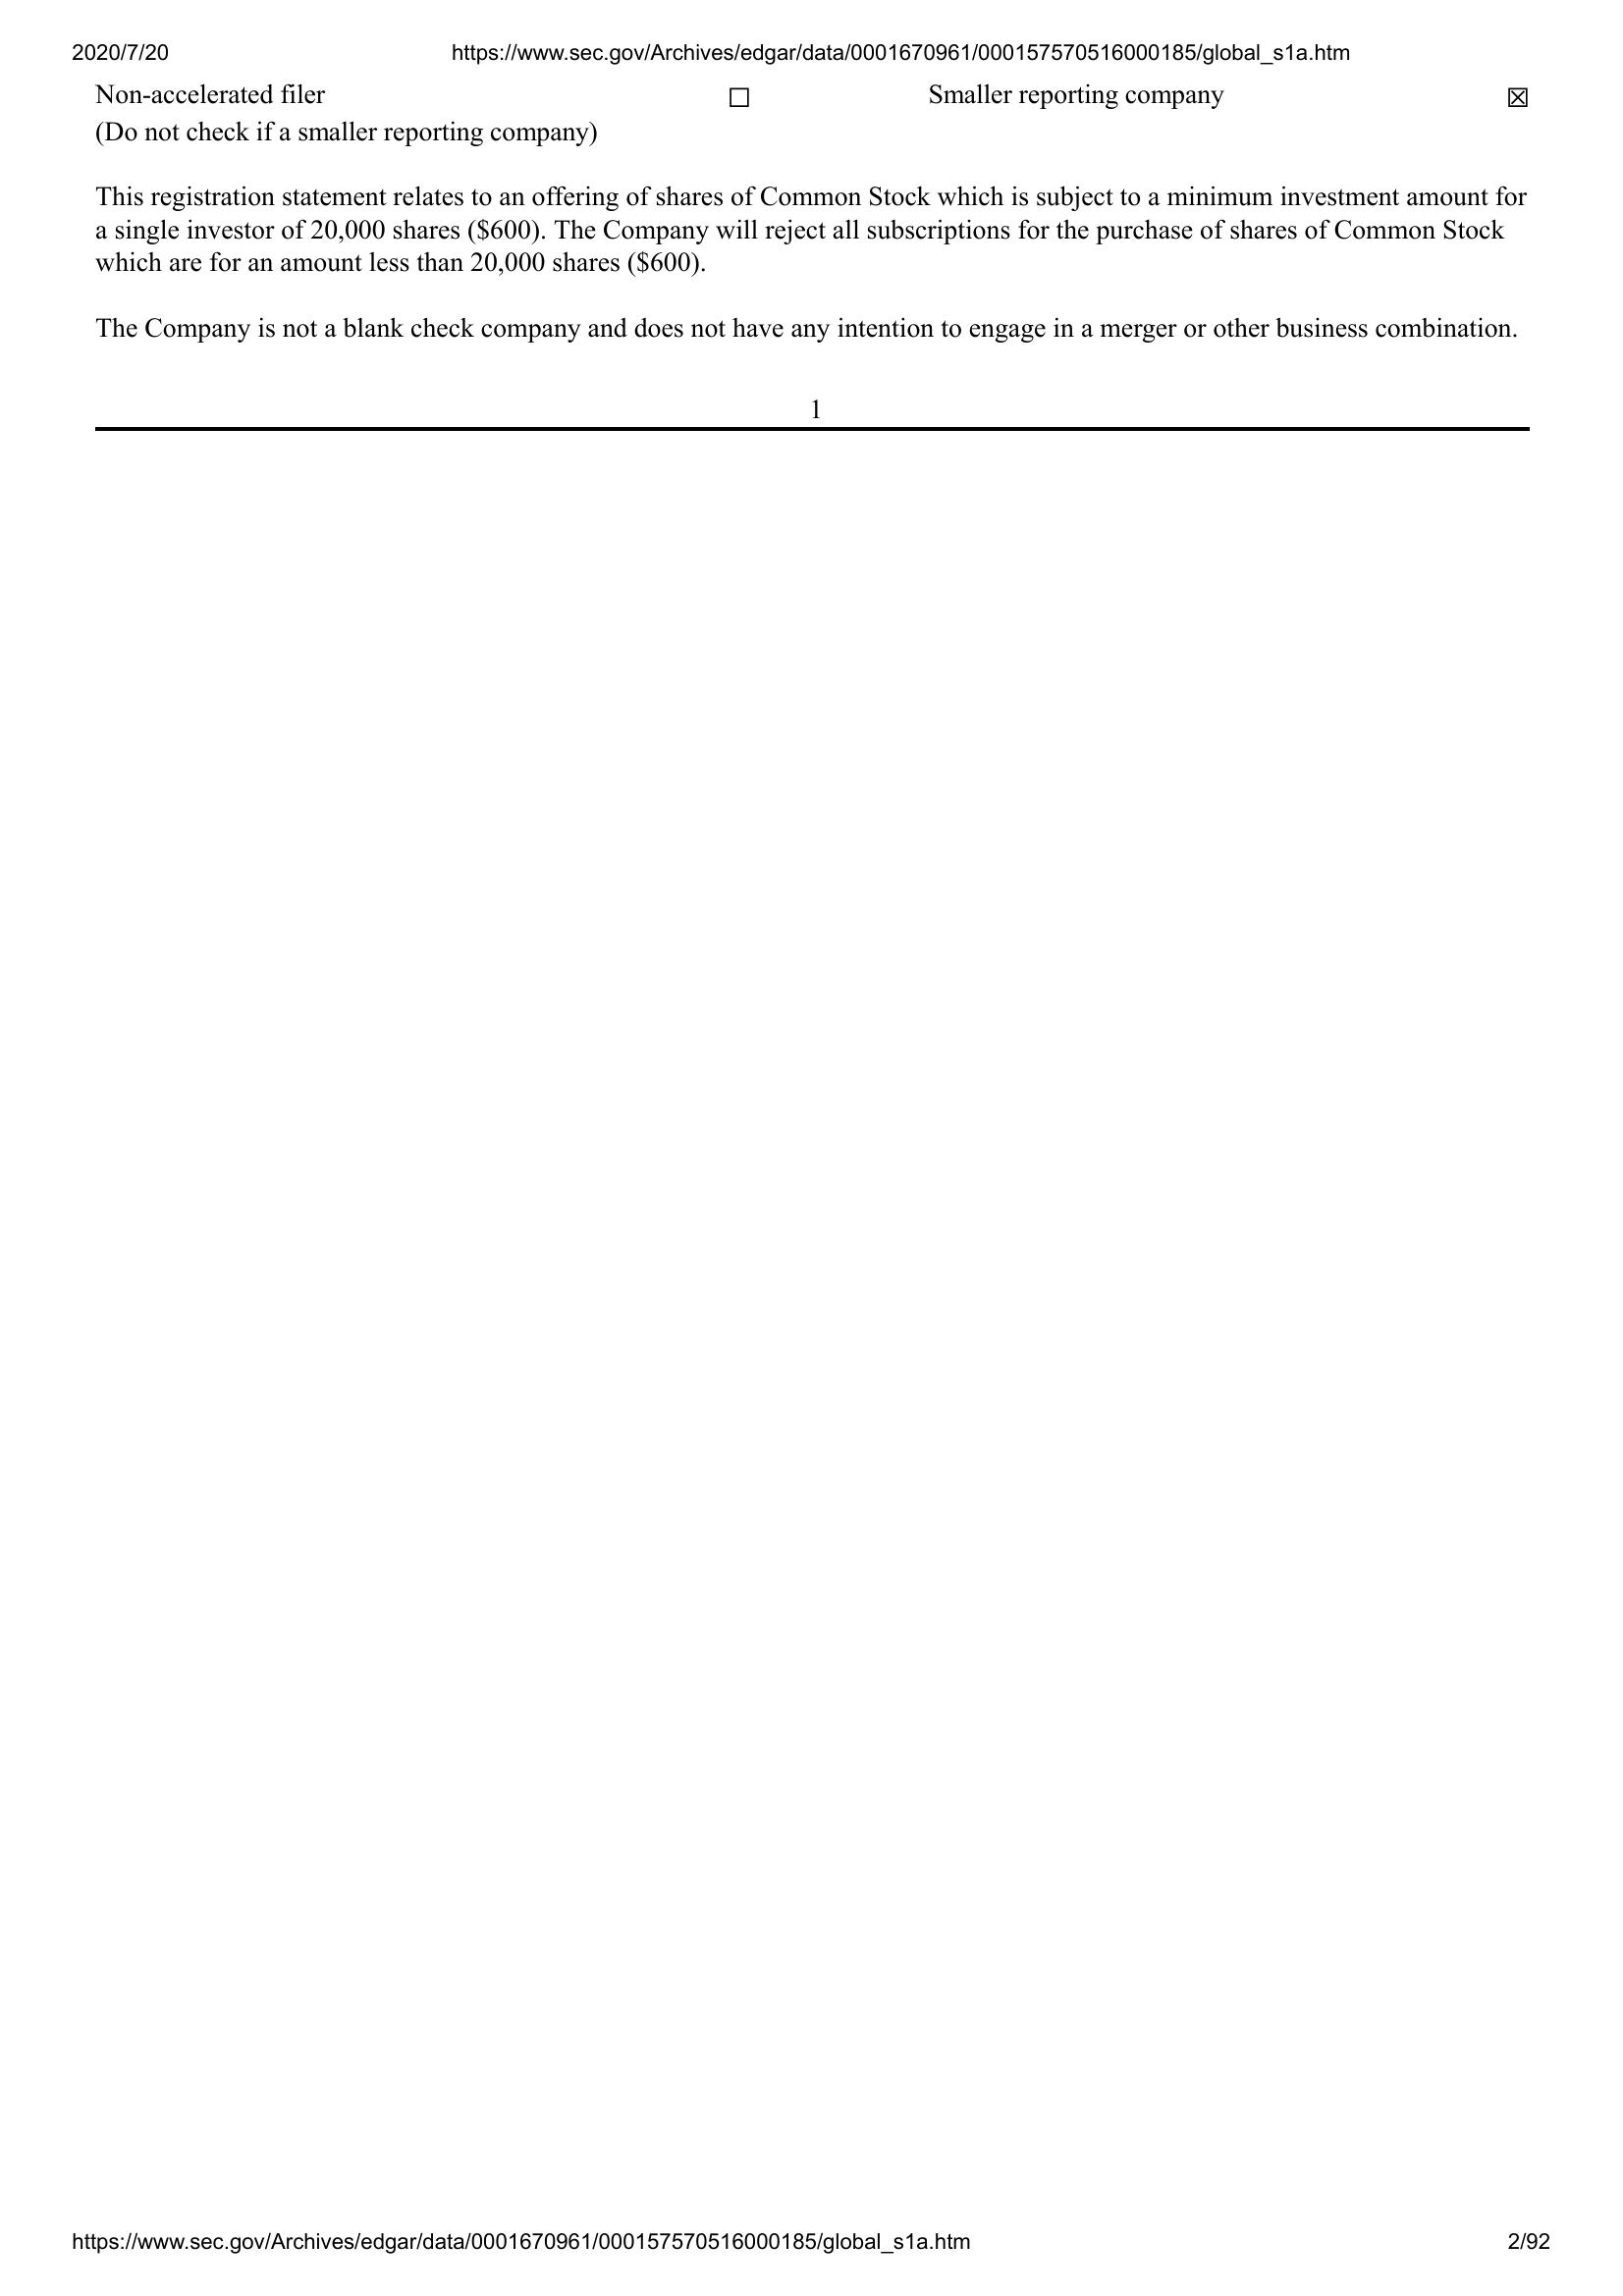 2020/7/20 https://www.sec.gov/Archives/edgar/data/0001670961/000157570516000185/global_s1a.htm
Non-accelerated filer ☐ Smaller reporting company ☒
(Do not check if a smaller reporting company)
This registration statement relates to an offering of shares of Common Stock which is subject to a minimum investment amount for
a single investor of 20,000 shares ($600). The Company will reject all subscriptions for the purchase of shares of Common Stock
which are for an amount less than 20,000 shares ($600).
The Company is not a blank check company and does not have any intention to engage in a merger or other business combination.
1
https://www.sec.gov/Archives/edgar/data/0001670961/000157570516000185/global_s1a.htm 2/92